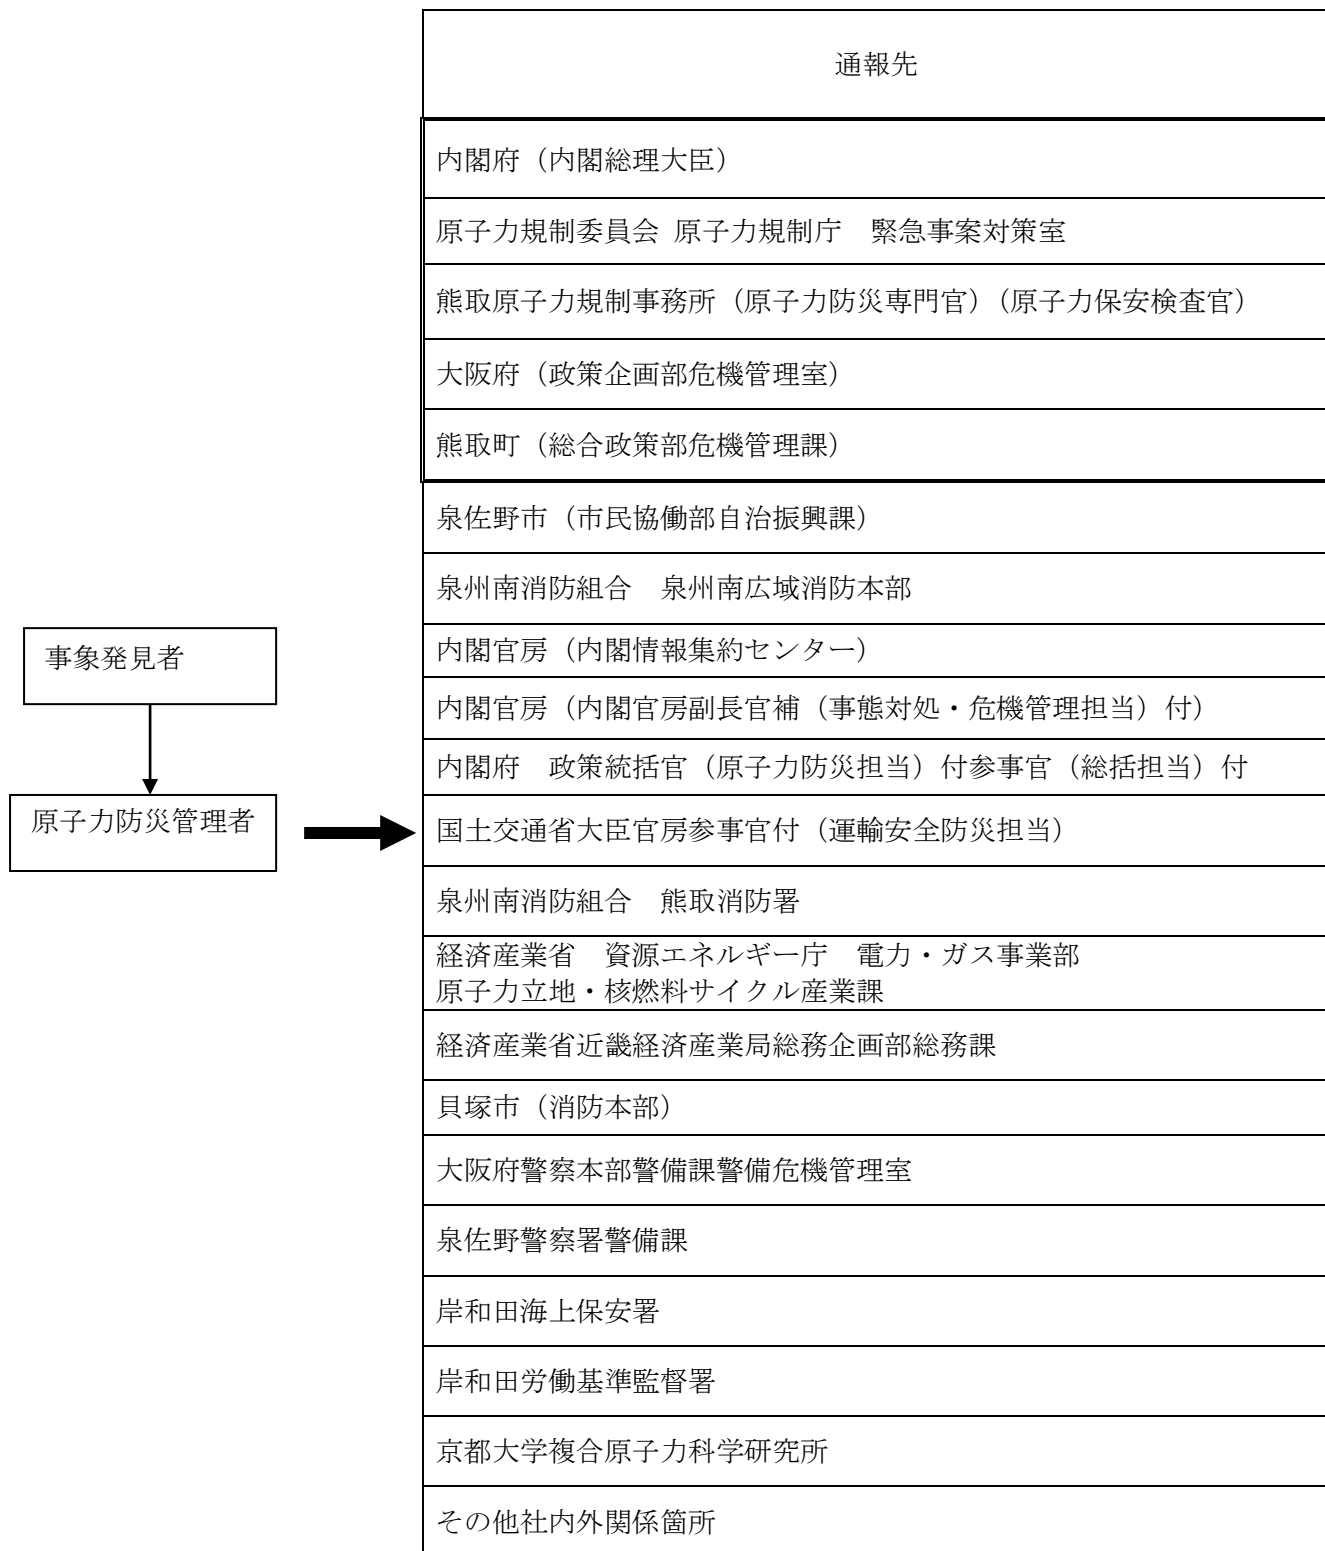 通報先
内閣府（内閣総理大臣）
原子力規制委員会 原子力規制庁　緊急事案対策室
熊取原子力規制事務所（原子力防災専門官）（原子力保安検査官）
大阪府（政策企画部危機管理室）
熊取町（総合政策部危機管理課）
泉佐野市（市民協働部自治振興課）
泉州南消防組合　泉州南広域消防本部
内閣官房（内閣情報集約センター）
内閣官房（内閣官房副長官補（事態対処・危機管理担当）付）
内閣府　政策統括官（原子力防災担当）付参事官（総括担当）付
国土交通省大臣官房参事官付（運輸安全防災担当）
泉州南消防組合　熊取消防署
経済産業省　資源エネルギー庁　電力・ガス事業部
原子力立地・核燃料サイクル産業課
経済産業省近畿経済産業局総務企画部総務課
貝塚市（消防本部）
大阪府警察本部警備課警備危機管理室
泉佐野警察署警備課
岸和田海上保安署
岸和田労働基準監督署
京都大学複合原子力科学研究所
その他社内外関係箇所
事象発見者
原子力防災管理者